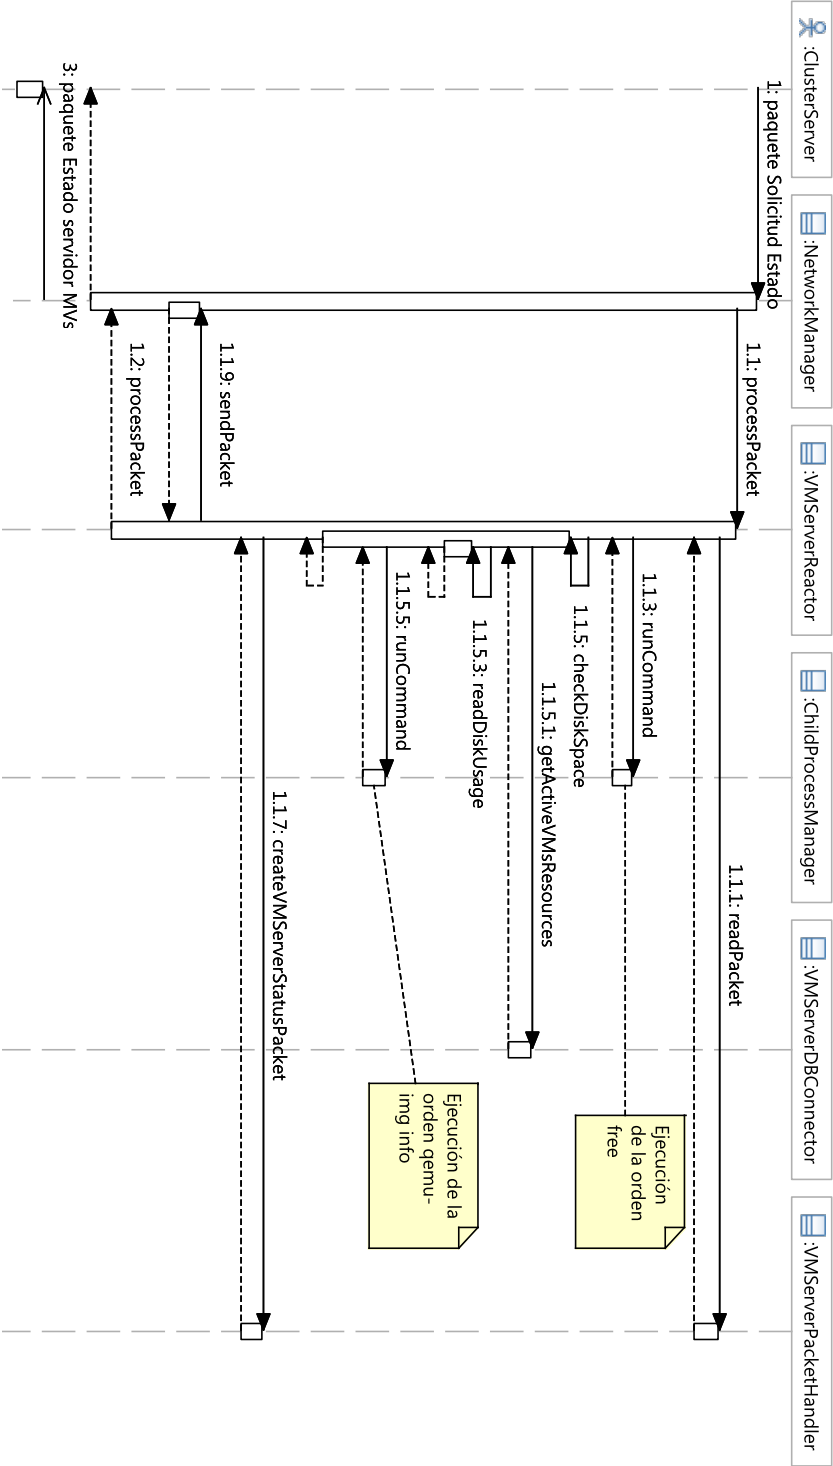 :ClusterServer
:NetworkManager
:VMServerReactor
:ChildProcessManager
:VMServerDBConnector
:VMServerPacketHandler
1: paquete Solicitud Estado
1.1: processPacket
1.1.1: readPacket
1.1.3: runCommand
Ejecución
de la orden
free
1.1.5: checkDiskSpace
1.1.5.1: getActiveVMsResources
1.1.5.3: readDiskUsage
1.1.5.5: runCommand
Ejecución de la
orden qemu-
img info
1.1.7: createVMServerStatusPacket
1.1.9: sendPacket
1.2: processPacket
3: paquete Estado servidor MVs